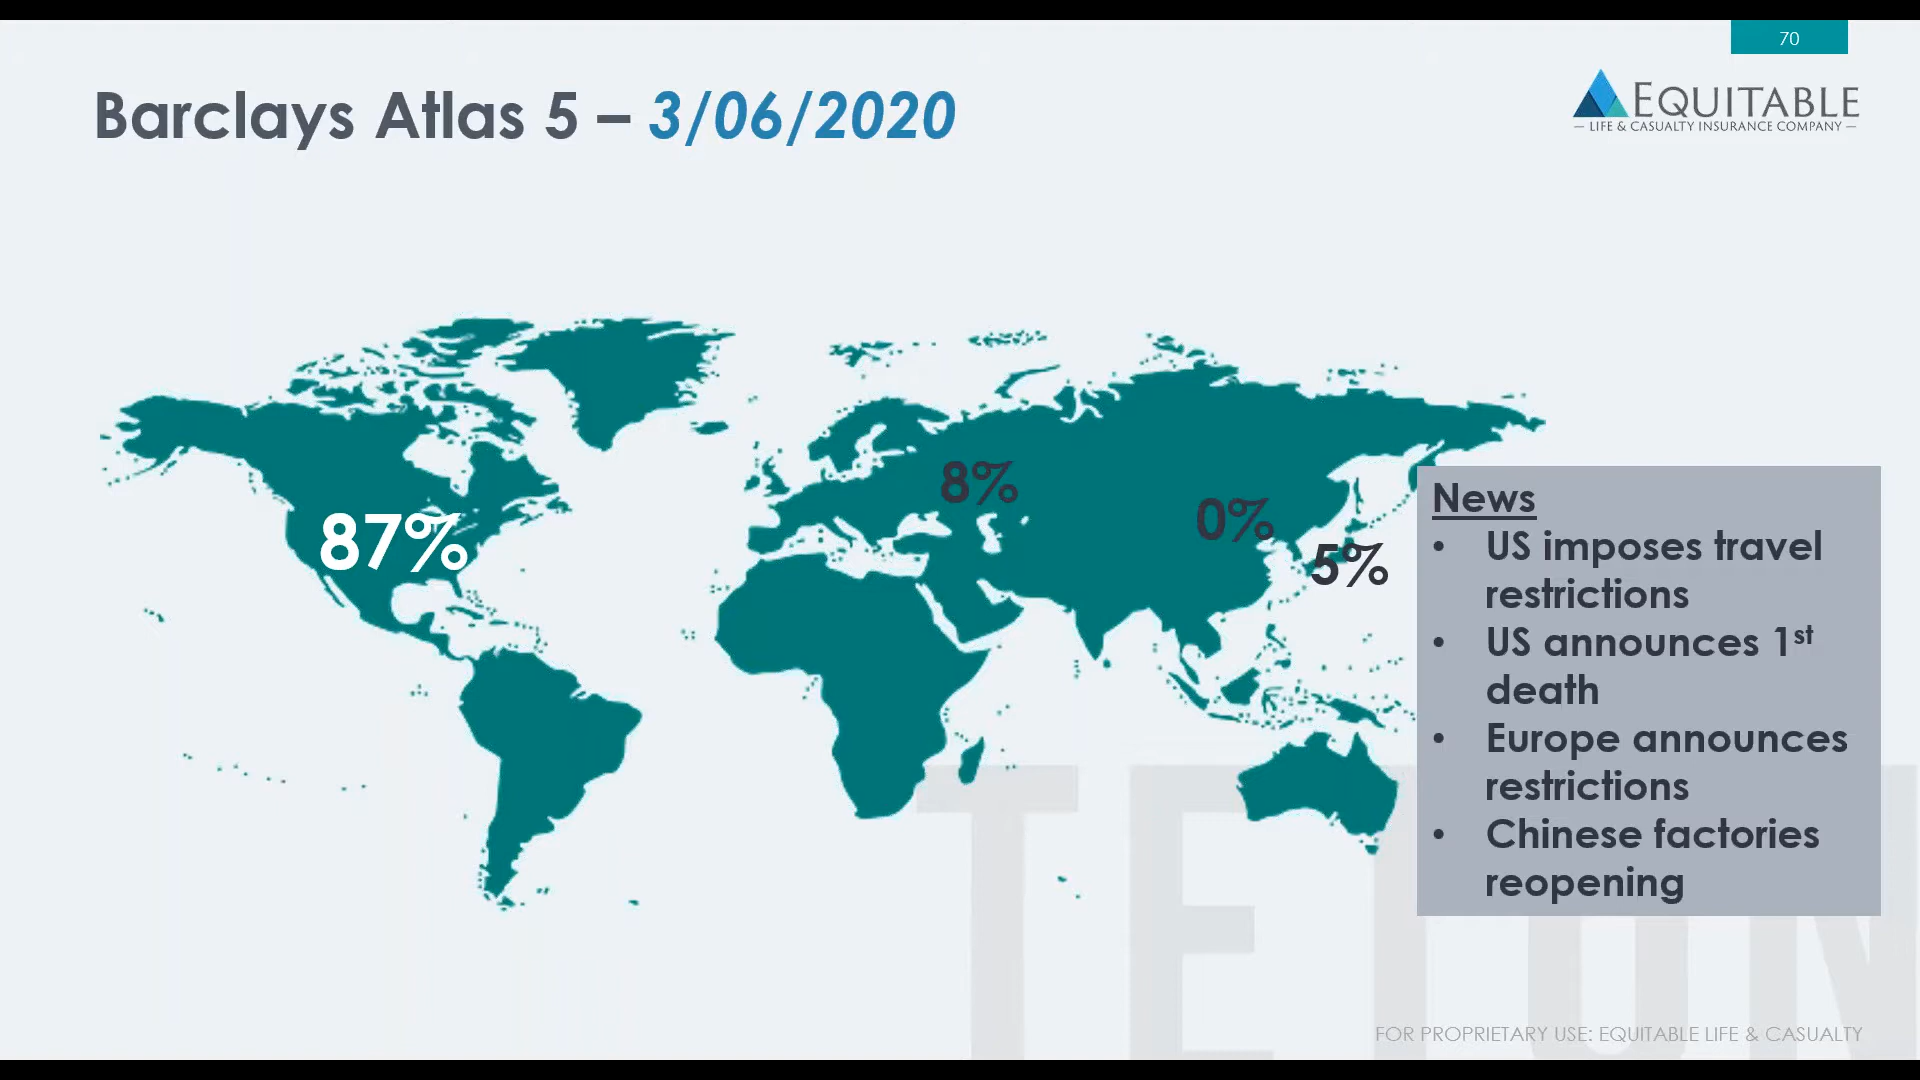 70
EQUITABLE
— LIFE & CASUALTY INSURANCE COMPANY —
Barclays Atlas 5 – 3/06/2020
87%
8%
0%
5%
News
• US imposes travel
restrictions
• US announces 1st
death
• Europe announces
restrictions
• Chinese factories
reopening
TETON
FOR PROPRIETARY USE: EQUITABLE LIFE & CASUALTY